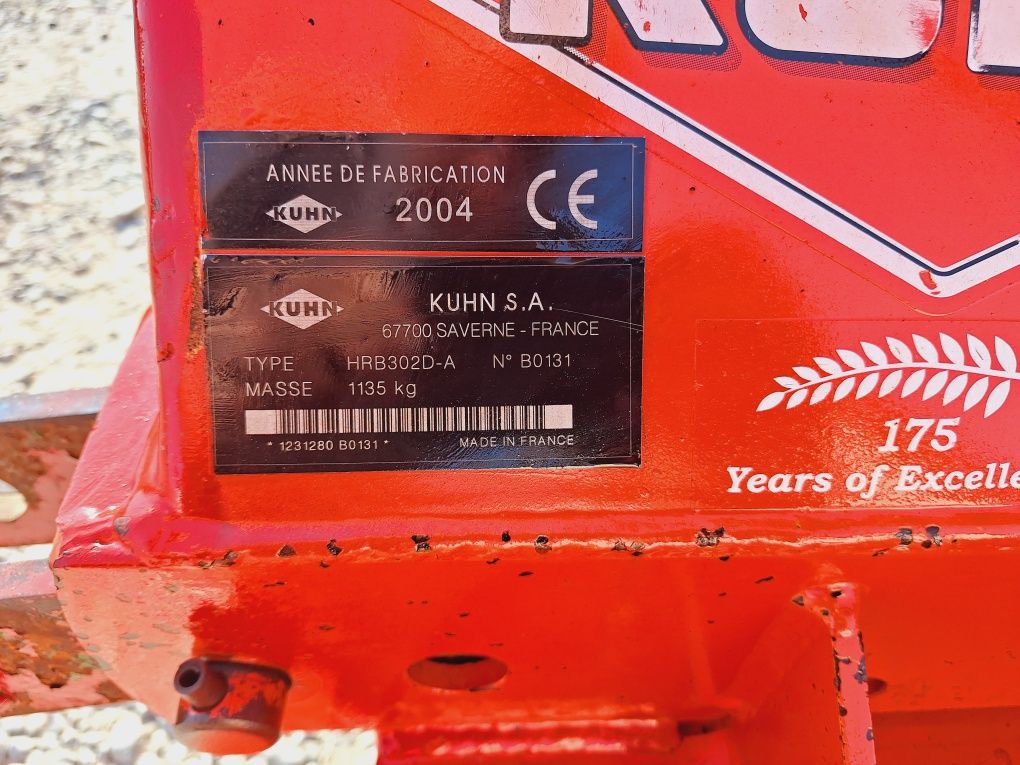 ANNEE DE FABRICATION
KUHN 2004 CE
KUHN KUHN S.A.
67700 SAVERNE - FRANCE
TYPE HRB302D-A N° B0131
MASSE 1135 kg
* 1231280 B0131 * MADE IN FRANCE
175
Years of Excelle